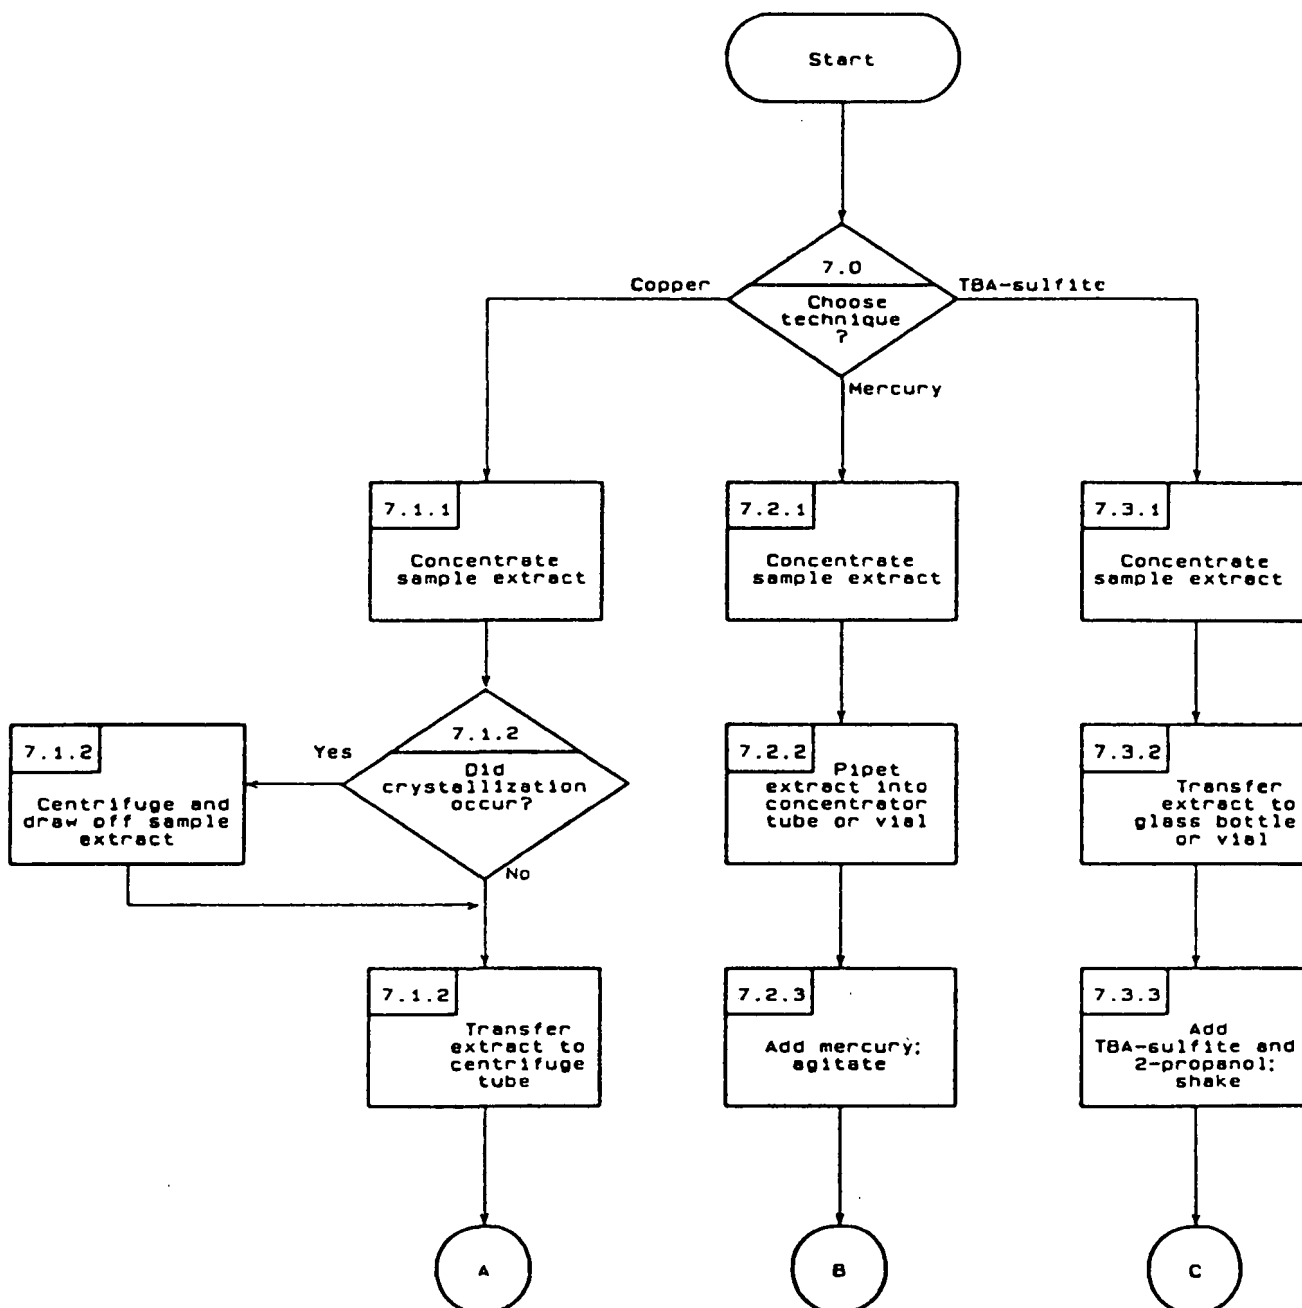 Start
7.0
Choose
technique
?
Copper
TBA-sulfite
Mercury
7.1.1
Concentrate
sample extract
7.2.1
Concentrate
sample extract
7.3.1
Concentrate
sample extract
7.1.2
Did
crystallization
occur?
Yes
No
7.1.2
Centrifuge and
draw off sample
extract
7.2.2
Pipet
extract into
concentrator
tube or vial
7.3.2
Transfer
extract to
glass bottle
or vial
7.1.2
Transfer
extract to
centrifuge
tube
7.2.3
Add mercury;
agitate
7.3.3
Add
TBA-sulfite and
2-propanol;
shake
A
B
C